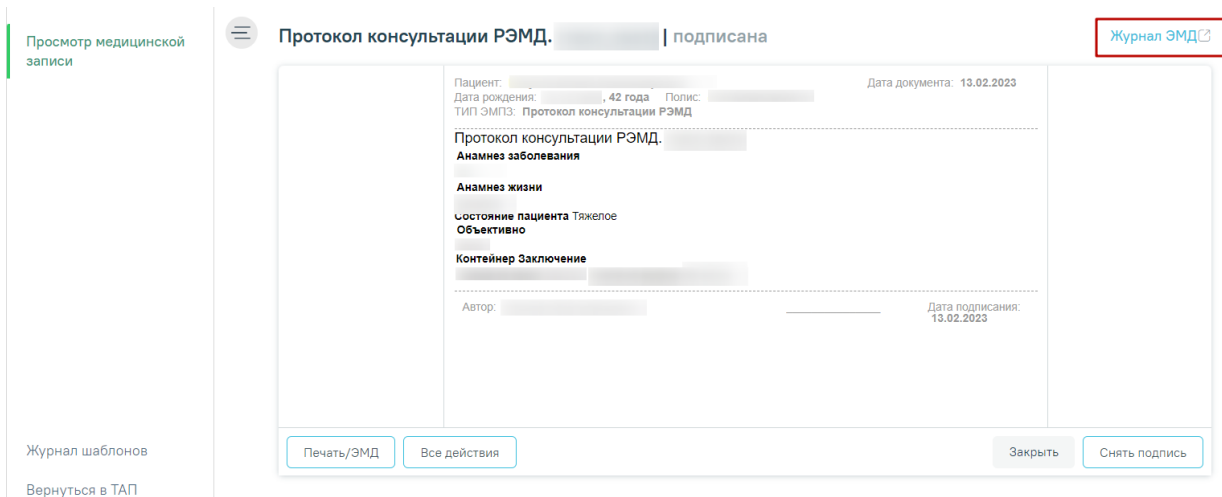 Просмотр медицинской
записи
Протокол консультации РЭМД. | подписана
Журнал ЭМД
Пациент: Дата документа: 13.02.2023
Дата рождения: , 42 года Полис:
ТИП ЭМПЗ: Протокол консультации РЭМД
Протокол консультации РЭМД.
Анамнез заболевания
Анамнез жизни
Состояние пациента Тяжелое
Объективно
Контейнер Заключение
Автор: Дата подписания:
13.02.2023
Журнал шаблонов
Вернуться в ТАП
Печать/ЭМД Все действия Закрыть Снять подпись